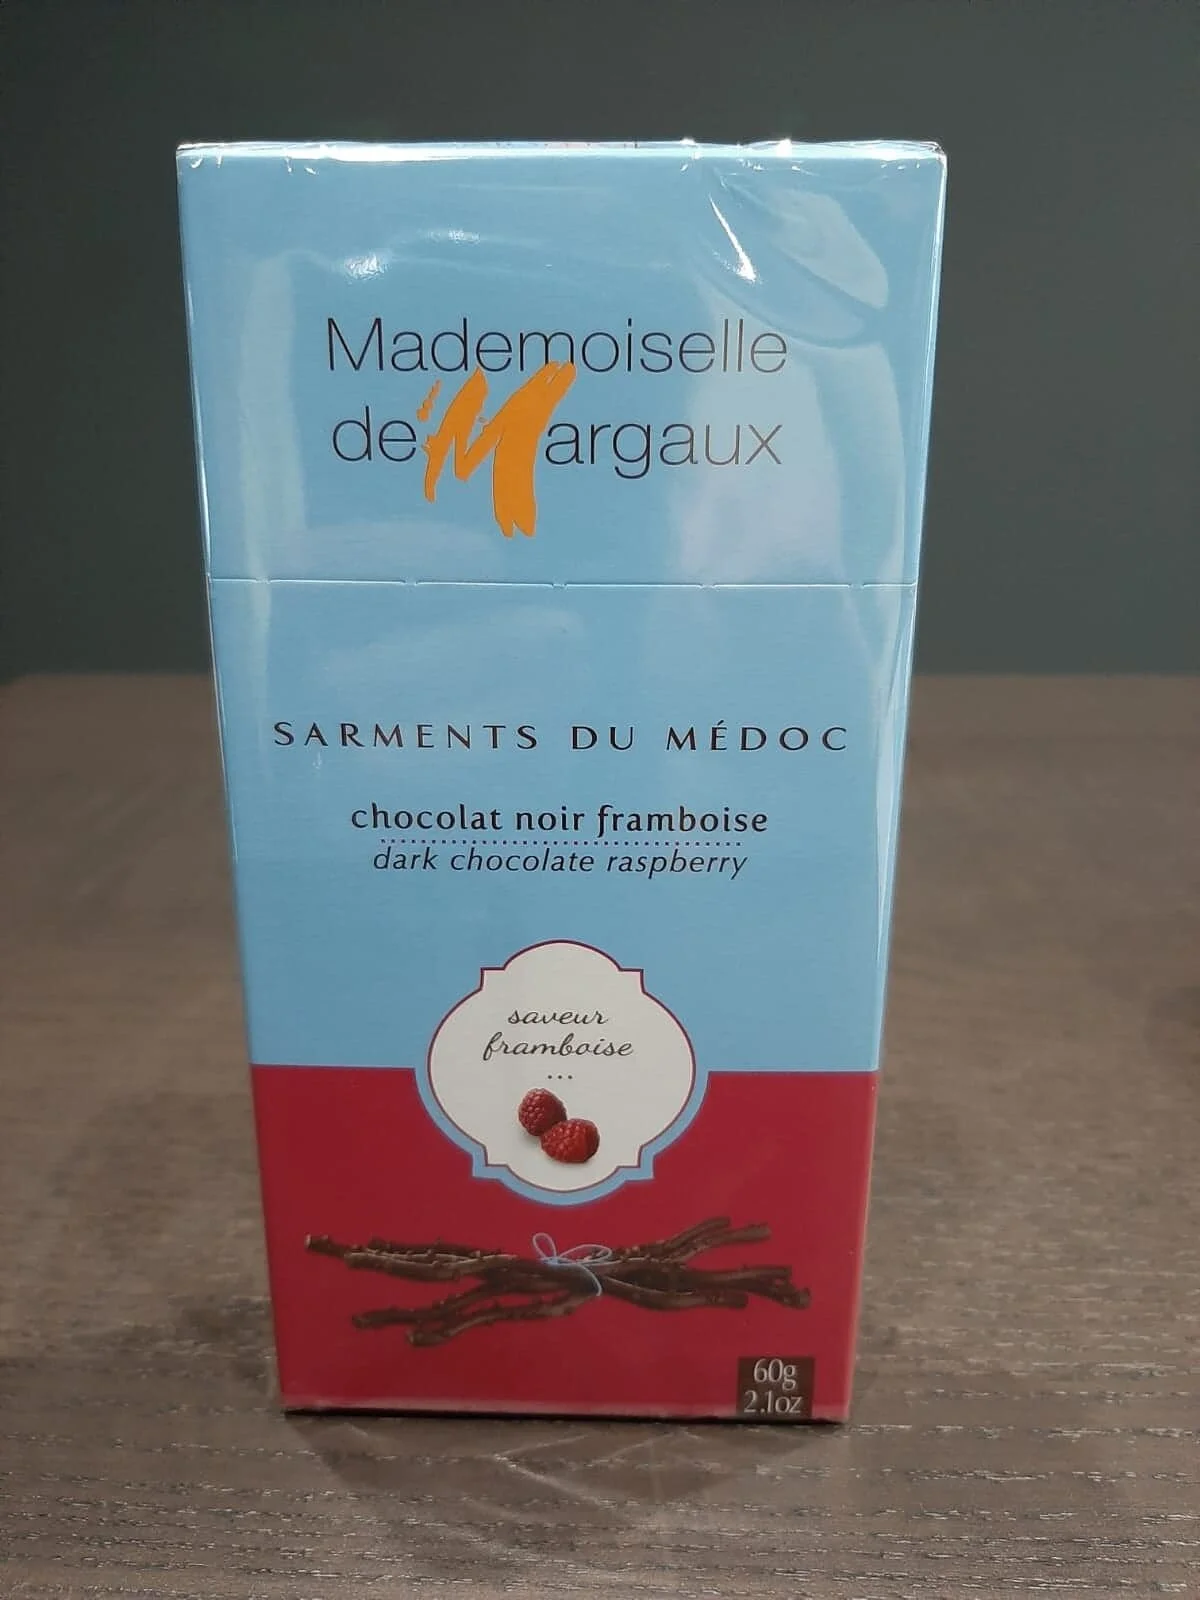 Mademoiselle
de Margaux
SARMENTS DU MÉDOC
chocolat noir framboise
dark chocolate raspberry
saveur
framboise
...
60g
2.1oz